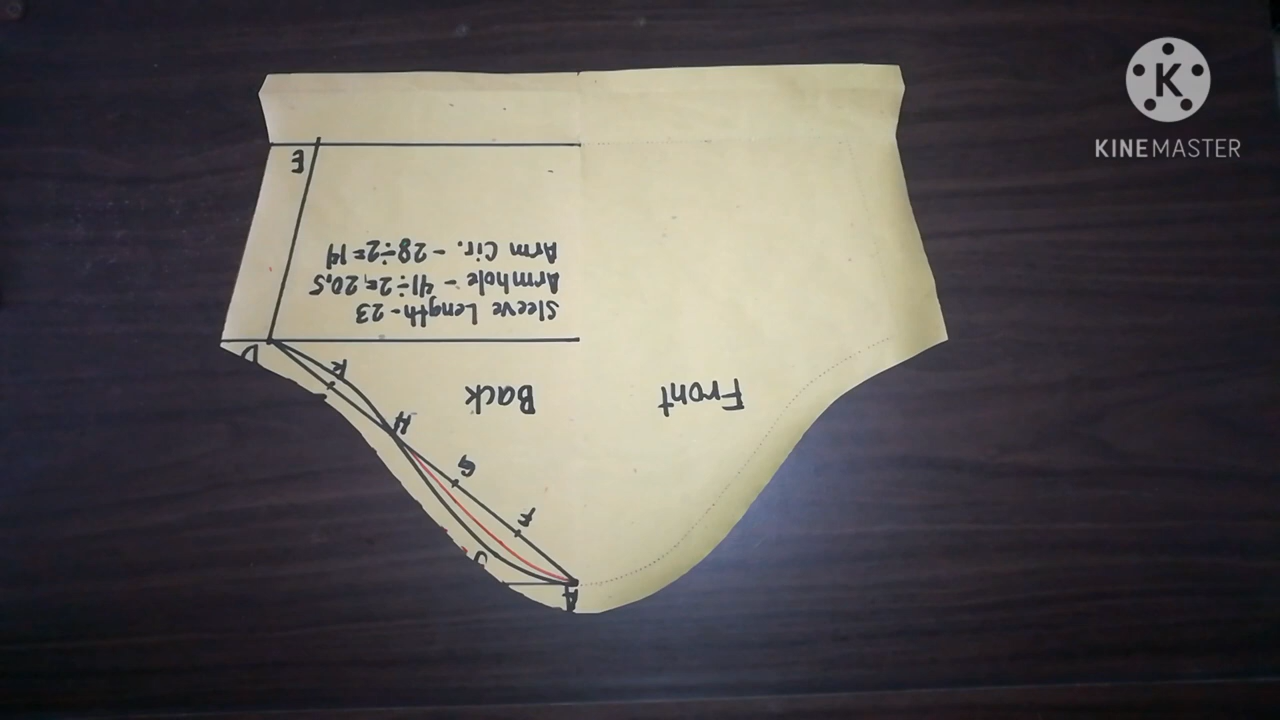 Sleeve Length - 23
Armhole - 41÷2= 20,5
Arm Cir. - 28÷2=14
Front
Back
A
J
F
G
H
K
D
E
K
KINEMASTER